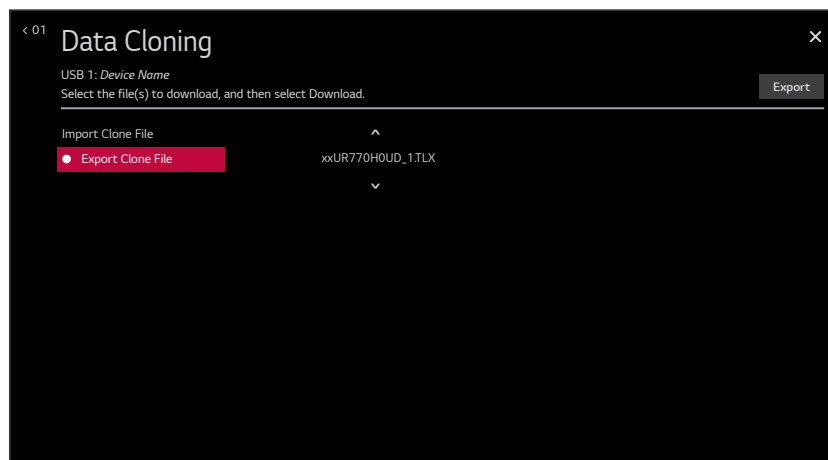 < 01
Data Cloning
USB 1: Device Name
Select the file(s) to download, and then select Download.
Export
Import Clone File
Export Clone File
xxUR770H0UD_1.TLX